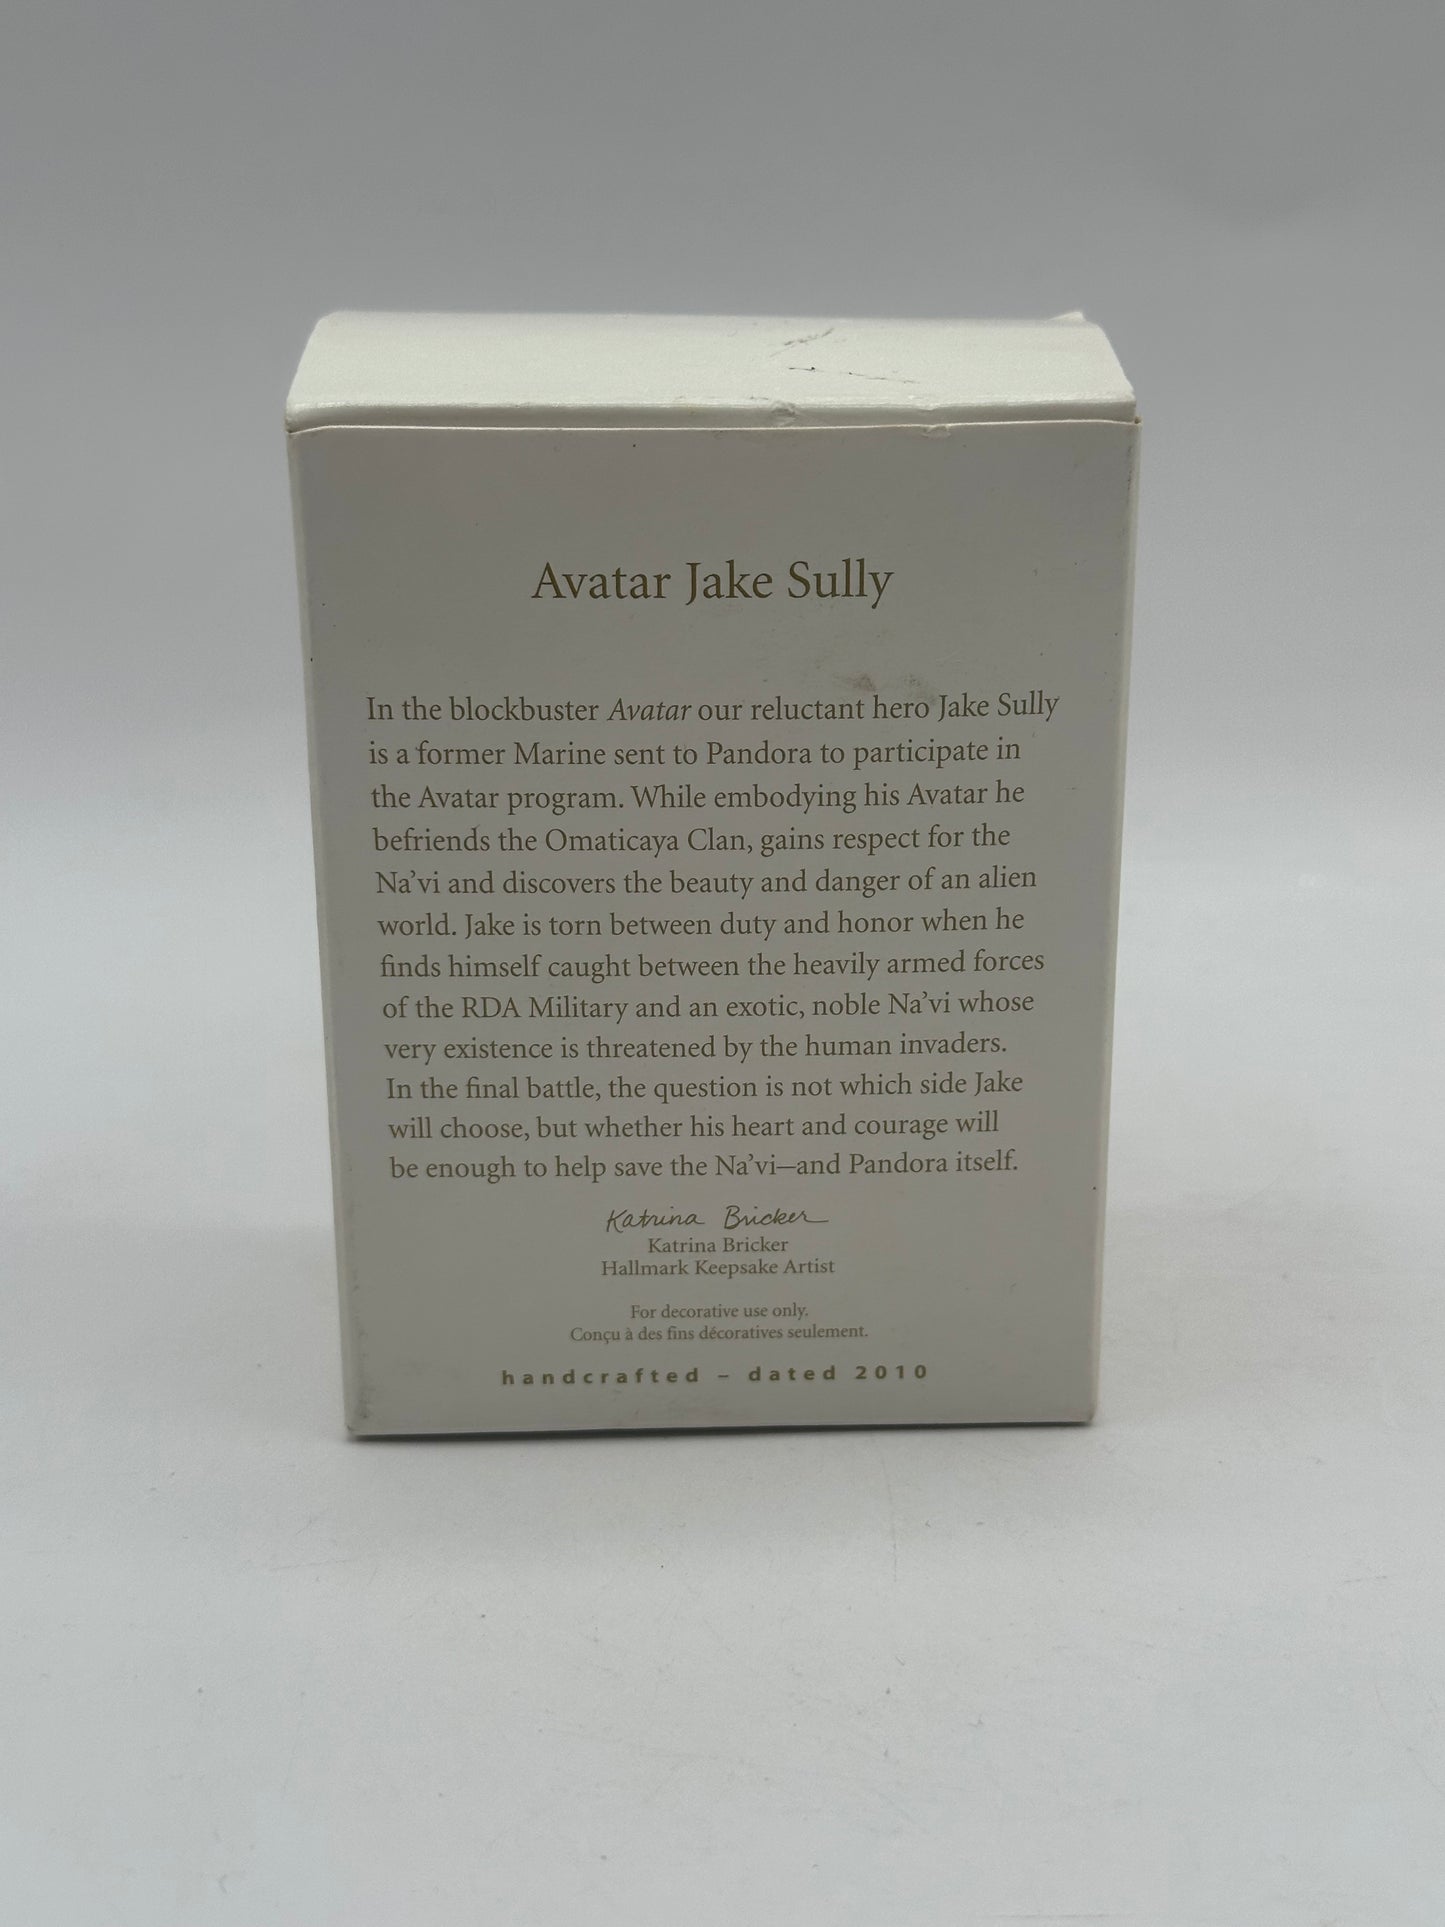 Avatar Jake Sully
In the blockbuster Avatar our reluctant hero Jake Sully
is a former Marine sent to Pandora to participate in
the Avatar program. While embodying his Avatar he
befriends the Omaticaya Clan, gains respect for the
Na’vi and discovers the beauty and danger of an alien
world. Jake is torn between duty and honor when he
finds himself caught between the heavily armed forces
of the RDA Military and an exotic, noble Na’vi whose
very existence is threatened by the human invaders.
In the final battle, the question is not which side Jake
will choose, but whether his heart and courage will
be enough to help save the Na’vi—and Pandora itself.
Katrina Bricker
Katrina Bricker
Hallmark Keepsake Artist
For decorative use only.
Conçu à des fins décoratives seulement.
handcrafted – dated 2010